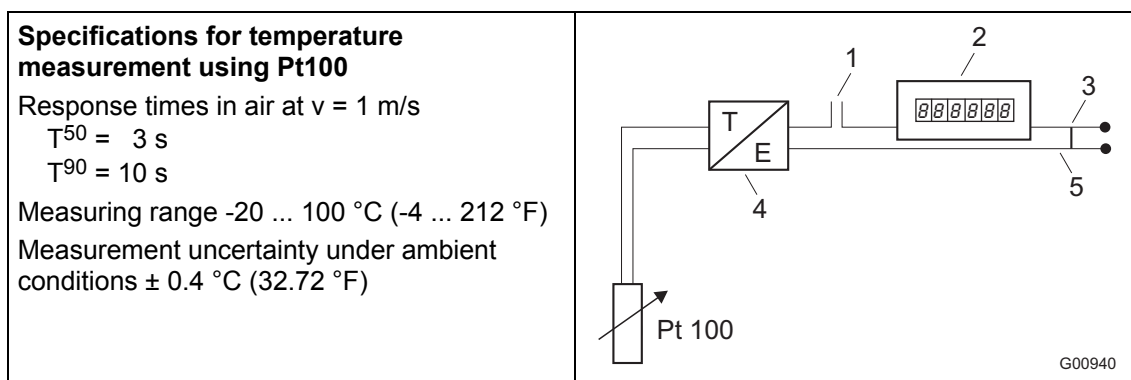 Specifications for temperature
measurement using Pt100
Response times in air at v = 1 m/s
T50 = 3 s
T90 = 10 s
Measuring range -20 ... 100 °C (-4 ... 212 °F)
Measurement uncertainty under ambient
conditions ± 0.4 °C (32.72 °F)
2
1
3
888888
T
E
4
5
Pt 100
G00940